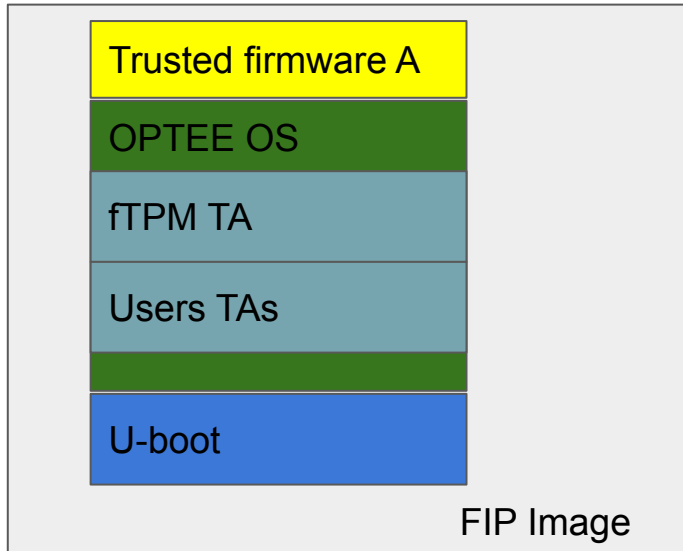 Trusted firmware A
OPTEE OS
fTPM TA
Users TAs
U-boot
FIP Image